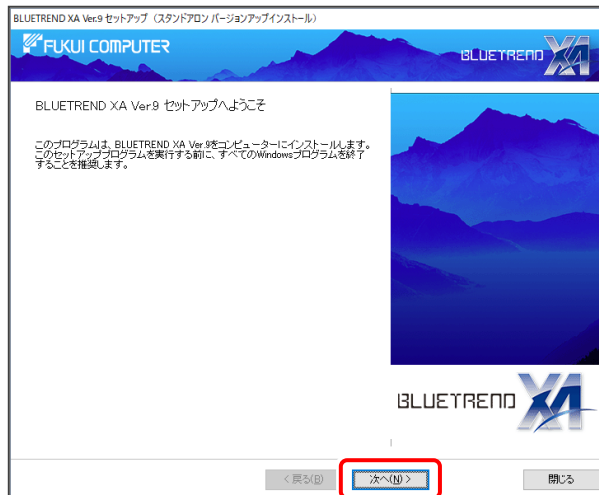 BLUETREND XA Ver.9 セットアップ（スタンドアロン バージョンアップインストール）
FUKUI COMPUTER
BLUETREND XA
BLUETREND XA Ver.9 セットアップへようこそ
このプログラムは、BLUETREND XA Ver.9をコンピューターにインストールします。
このセットアッププログラムを実行する前に、すべてのWindowsプログラムを終了
することを推奨します。
BLUETREND XA
< 戻る(B)
次へ(N) >
閉じる